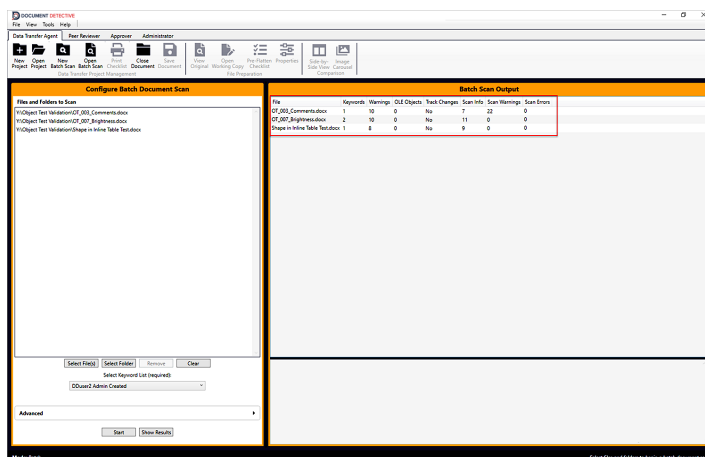 DOCUMENT DETECTIVE
File View Tools Help
Data Transfer Agent Peer Reviewer Approver Administrator
New Project Open Project New Batch Scan Open Batch Scan Print Checklist Close Document Save Document View Original Open Working Copy Pre-Flatten Checklist Properties Side-by-Side View Image Carousel
Data Transfer Project Management File Preparation Comparison
Configure Batch Document Scan
Files and Folders to Scan
Y:\Object Test Validation\OT_003_Comments.docx
Y:\Object Test Validation\OT_007_Brightness.docx
Y:\Object Test Validation\Shape in Inline Table Test.docx
Select File(s) Select Folder Remove Clear
Select Keyword List (required):
DDuser2 Admin Created
Advanced
Start Show Results
Batch Scan Output
File Keywords Warnings OLE Objects Track Changes Scan Info Scan Warnings Scan Errors
OT_003_Comments.docx 1 10 0 No 7 22 0
OT_007_Brightness.docx 2 10 0 No 11 0 0
Shape in Inline Table Test.docx 1 8 0 No 9 0 0